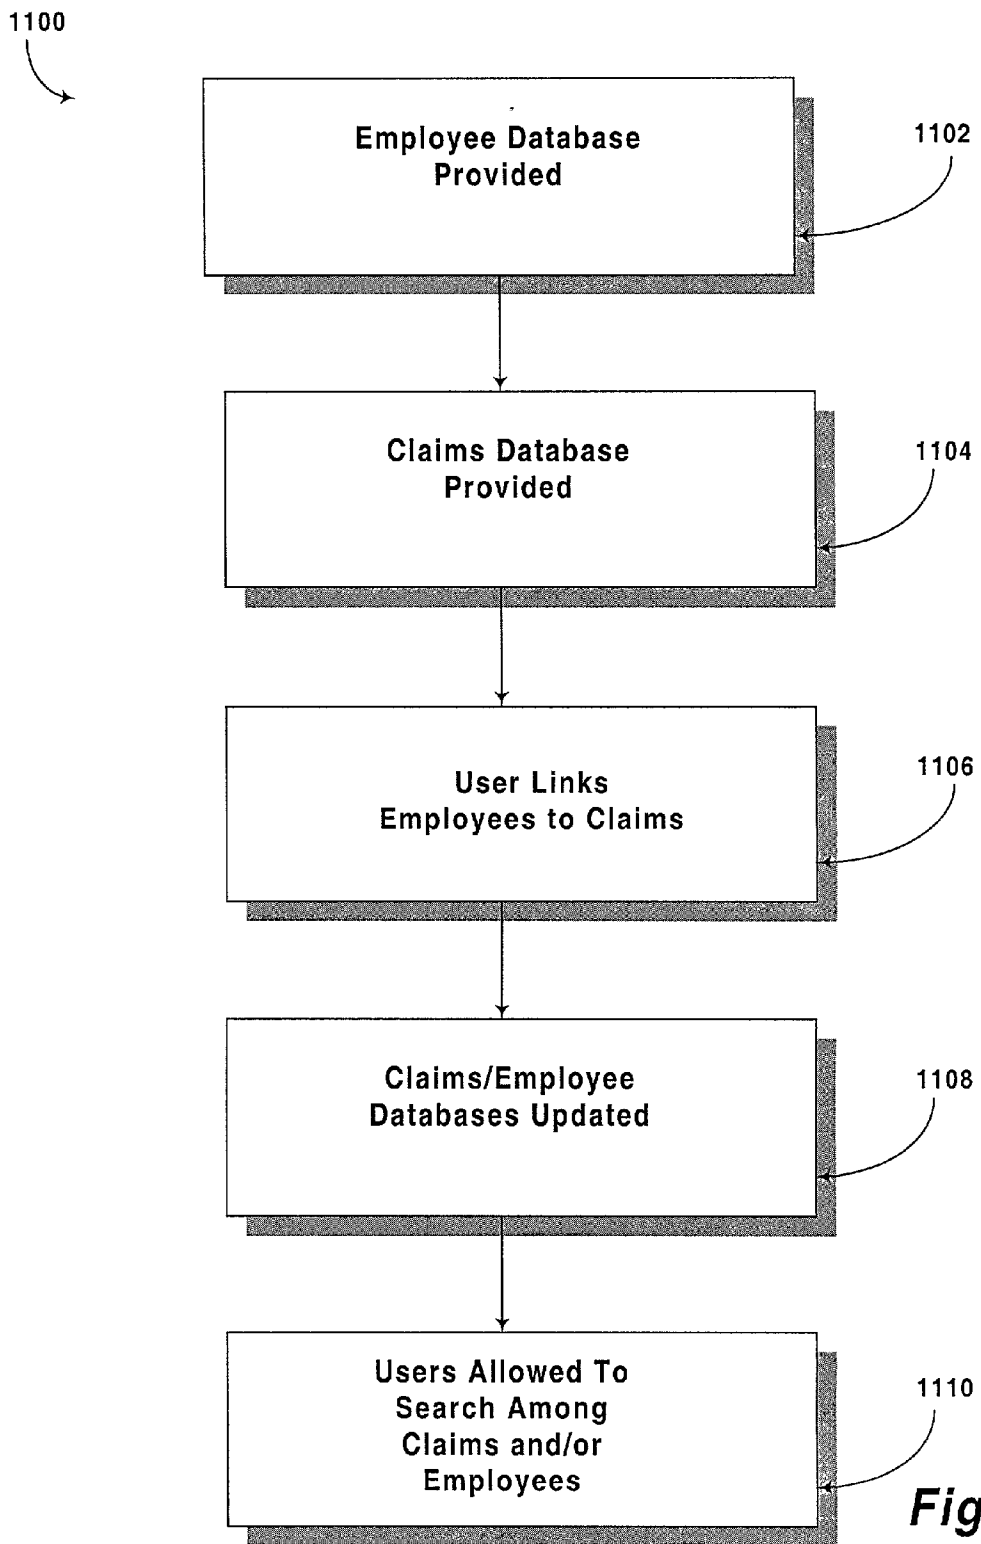 1100
Employee Database
Provided
1102
Claims Database
Provided
1104
User Links
Employees to Claims
1106
Claims/Employee
Databases Updated
1108
Users Allowed To
Search Among
Claims and/or
Employees
1110
Fig